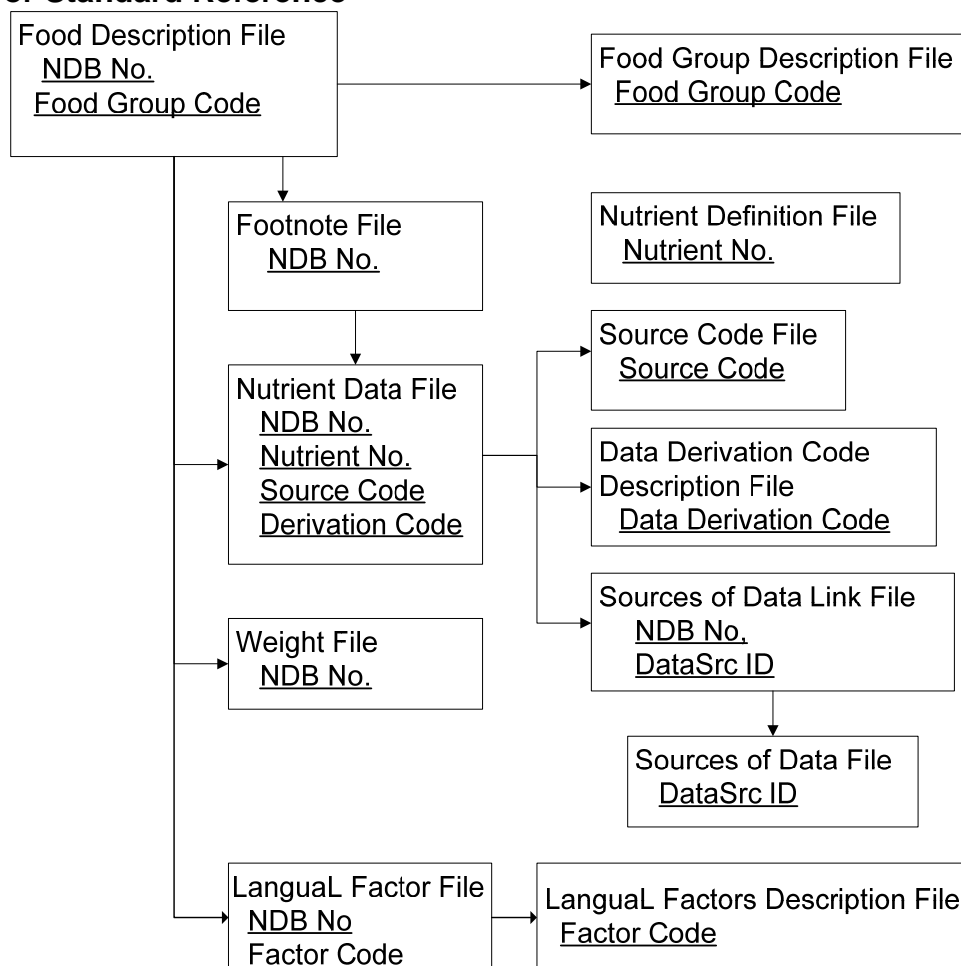 Standard Reference
Food Description File
NDB No.
Food Group Code
Food Group Description File
Food Group Code
Footnote File
NDB No.
Nutrient Definition File
Nutrient No.
Source Code File
Source Code
Nutrient Data File
NDB No.
Nutrient No.
Source Code
Derivation Code
Data Derivation Code
Description File
Data Derivation Code
Sources of Data Link File
NDB No,
DataSrc ID
Weight File
NDB No.
Sources of Data File
DataSrc ID
LanguaL Factor File
NDB No
Factor Code
LanguaL Factors Description File
Factor Code